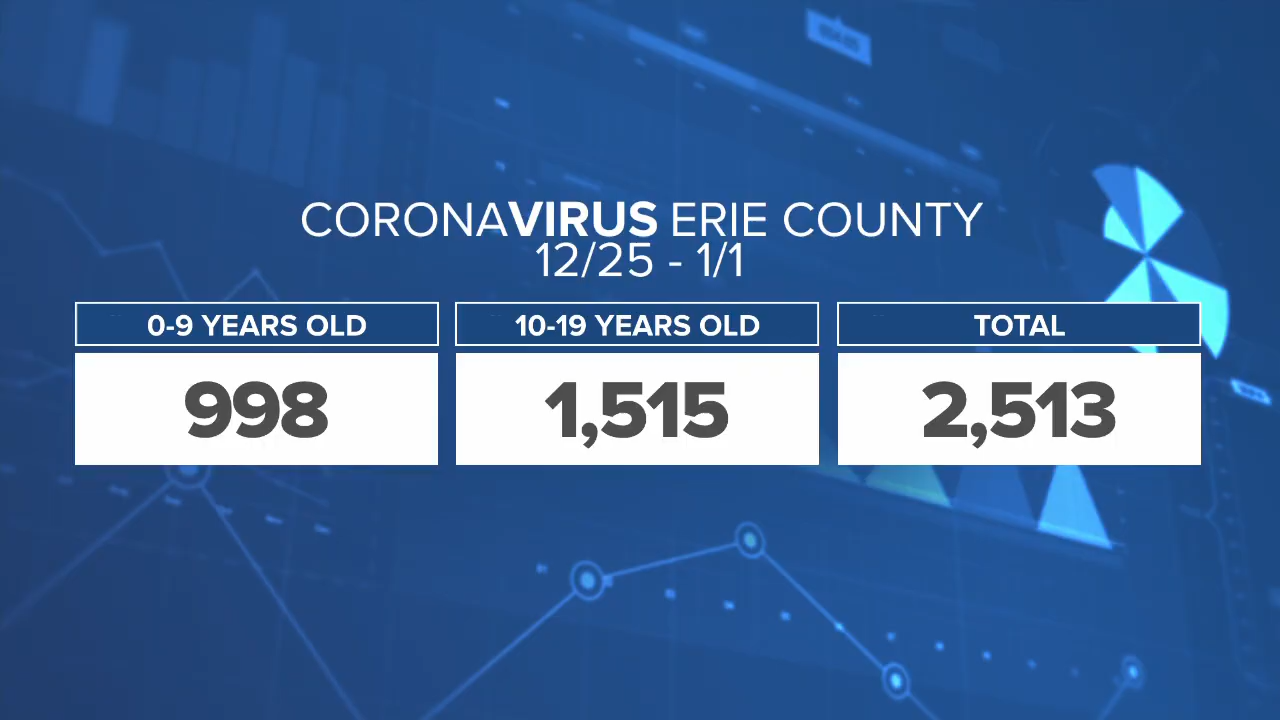 CORONAVIRUS ERIE COUNTY
12/25 - 1/1
0-9 YEARS OLD 10-19 YEARS OLD TOTAL
998 1,515 2,513